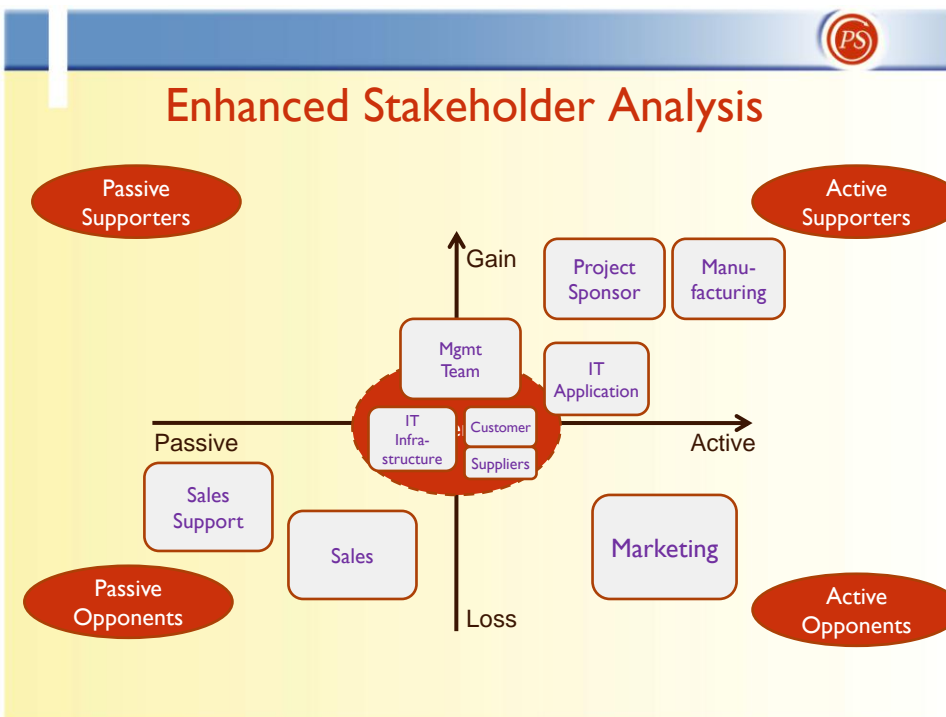 PS
Enhanced Stakeholder Analysis
Passive
Supporters
Active
Supporters
Gain
Project
Sponsor
Manu-
facturing
Mgmt
Team
IT
Application
IT
Infra-
structure
Customer
Suppliers
Passive
Active
Sales
Support
Sales
Marketing
Passive
Opponents
Loss
Active
Opponents